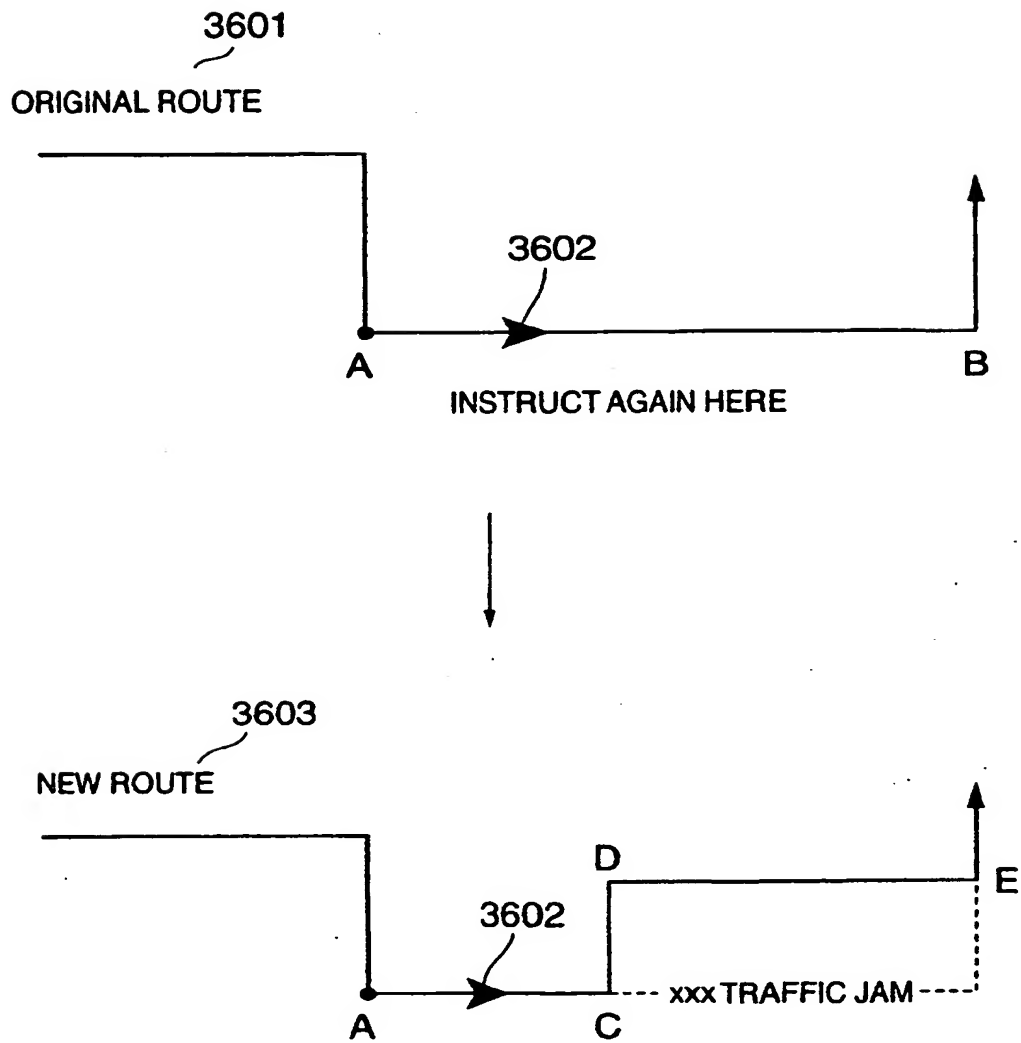 3601
ORIGINAL ROUTE
3602
A
B
INSTRUCT AGAIN HERE
3603
NEW ROUTE
D
E
3602
xxx TRAFFIC JAM
A
C